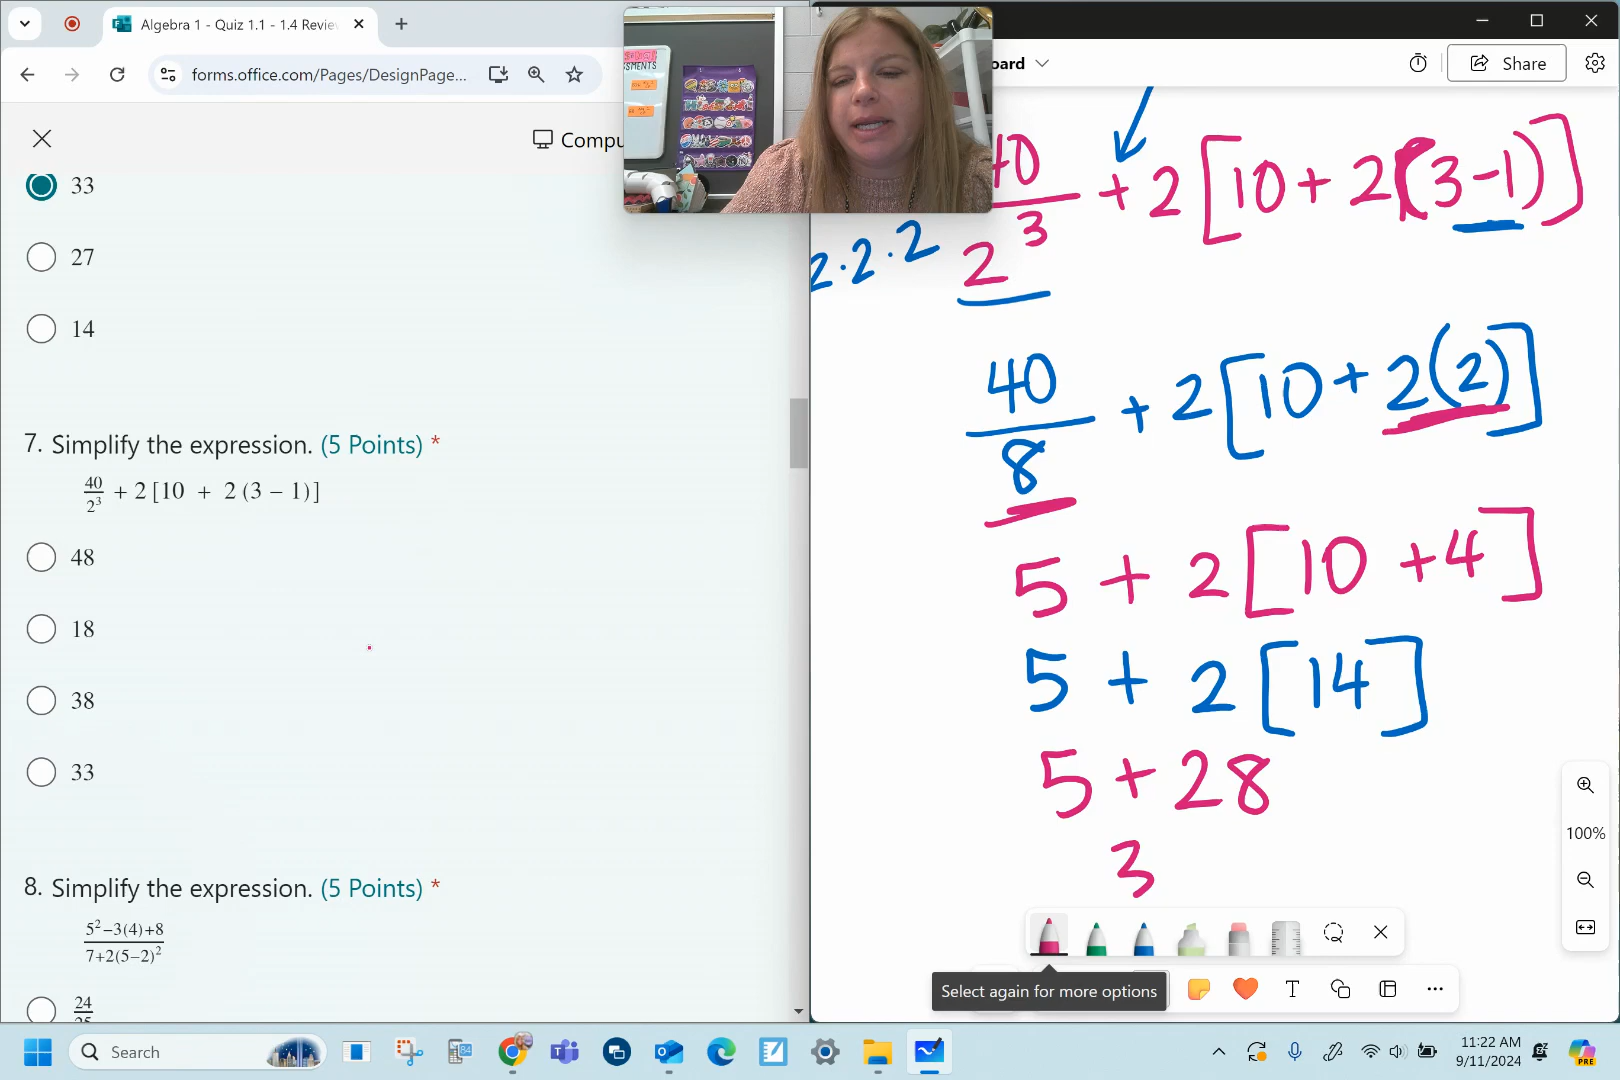 Algebra 1 - Quiz 1.1 - 1.4 Revie
forms.office.com/Pages/DesignPage...
Compu
33
27
14
7. Simplify the expression. (5 Points) *
40/2³ + 2 [10 + 2 (3 − 1)]
48
18
38
33
8. Simplify the expression. (5 Points) *
5²−3(4)+8
7+2(5−2)²
24
SSMENTS
oard
Share
40/2³ + 2[10 + 2(3 - 1)]
2·2·2
40/8 + 2[10 + 2(2)]
5 + 2[10 + 4]
5 + 2[14]
5 + 28
3
100%
Select again for more options
T
Search
11:22 AM
9/11/2024
PRE